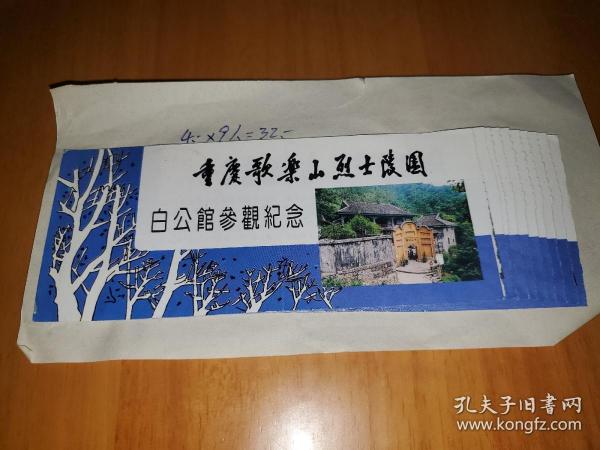 4.- x 9人 = 32.-
重慶歌樂山烈士陵園
白公館參觀紀念
孔夫子旧书网
www.kongfz.com